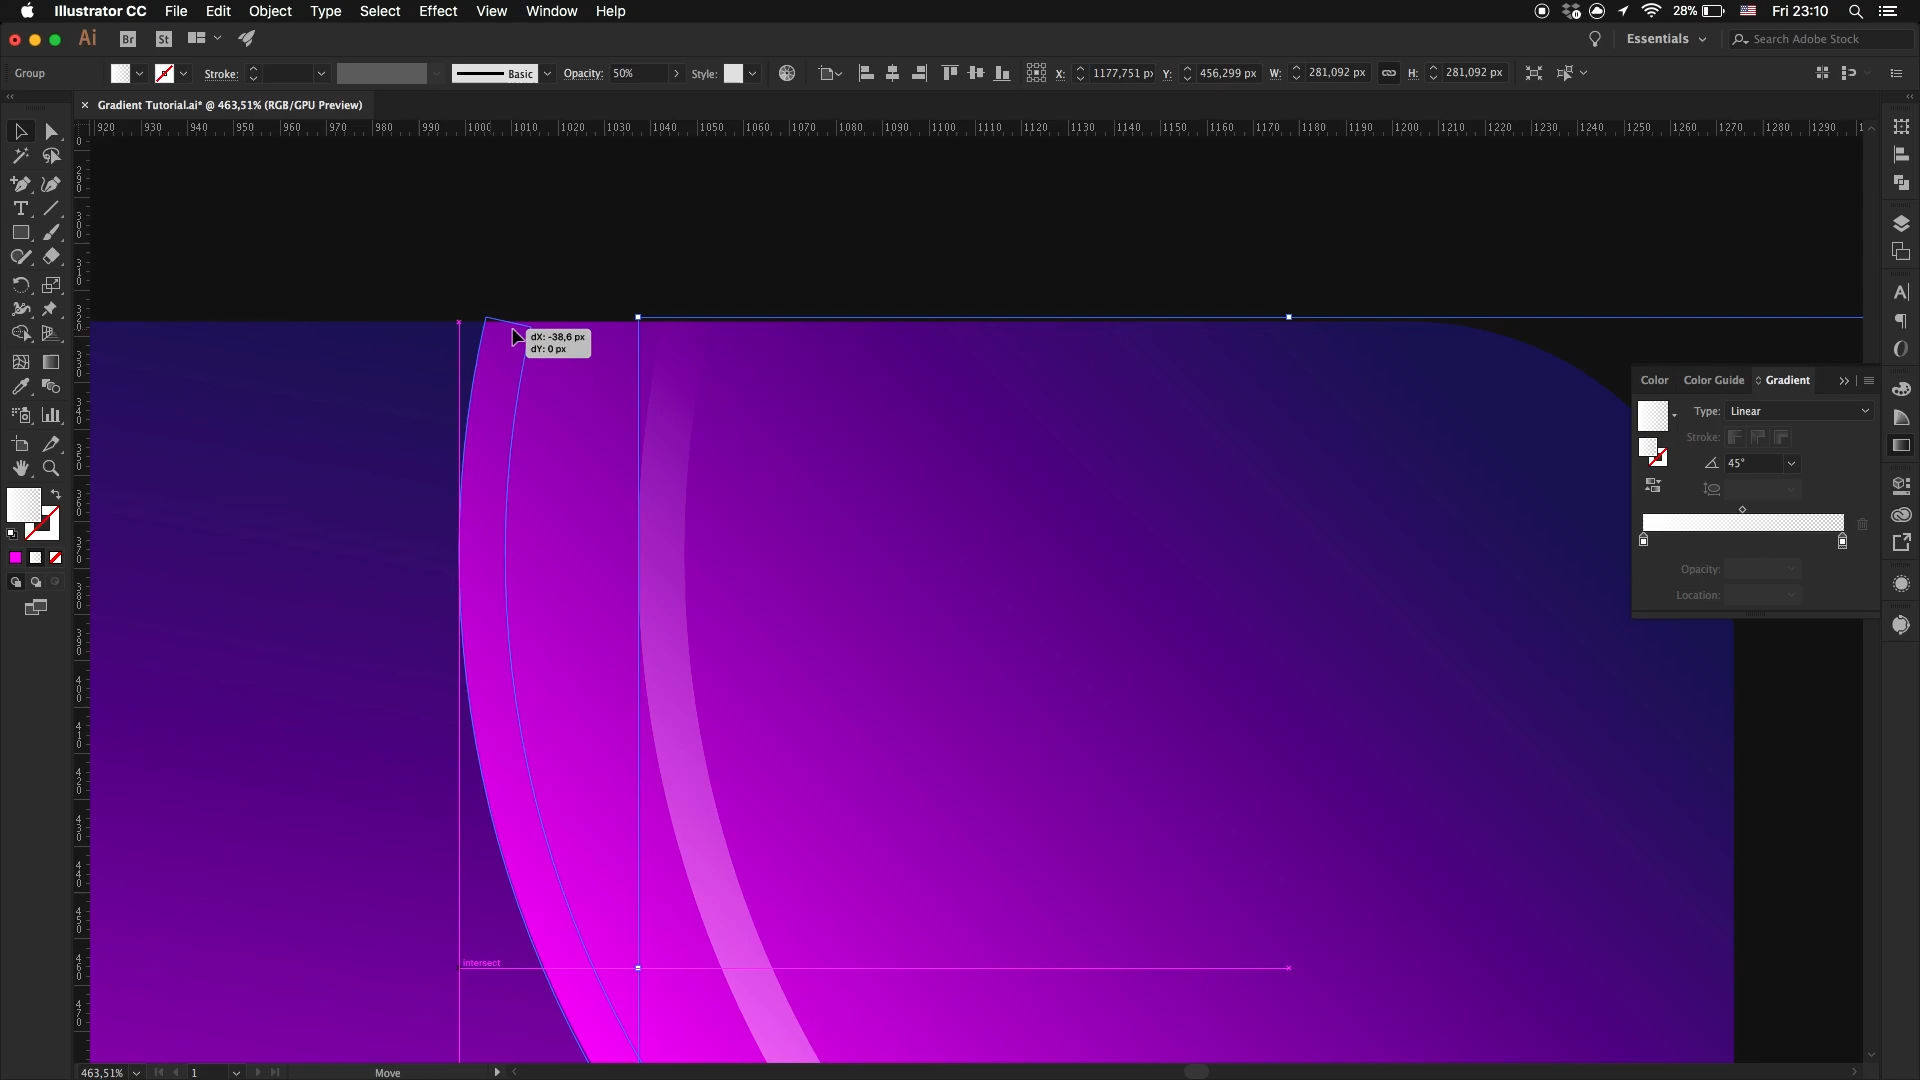 Illustrator CC File Edit Object Type Select Effect View Window Help 28% Fri 23:10
Ai Br St Essentials Search Adobe Stock
Group Stroke: Basic Opacity: 50% Style: X: 1177,751 px Y: 456,299 px W: 281,092 px H: 281,092 px
× Gradient Tutorial.ai* @ 463,51% (RGB/GPU Preview)
920 930 940 950 960 970 980 990 1000 1010 1020 1030 1040 1050 1060 1070 1080 1090 1100 1110 1120 1130 1140 1150 1160 1170 1180 1190 1200 1210 1220 1230 1240 1250 1260 1270 1280 1290
dX: -38,6 px
dY: 0 px
Color Color Guide Gradient
Type: Linear
Stroke:
45°
Opacity:
Location:
intersect
463,51% 1 Move